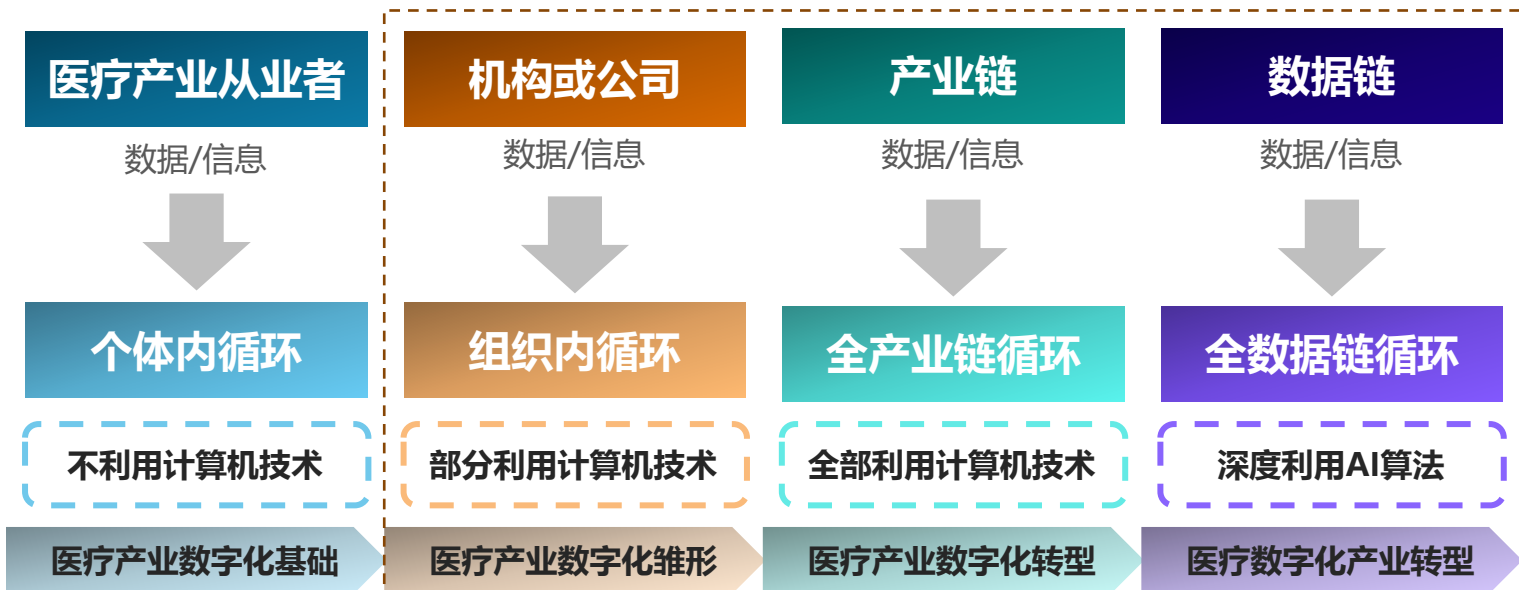 医疗产业从业者
机构或公司
产业链
数据链
数据/信息
数据/信息
数据/信息
数据/信息
个体内循环
组织内循环
全产业链循环
全数据链循环
不利用计算机技术
部分利用计算机技术
全部利用计算机技术
深度利用AI算法
医疗产业数字化基础
医疗产业数字化雏形
医疗产业数字化转型
医疗数字化产业转型